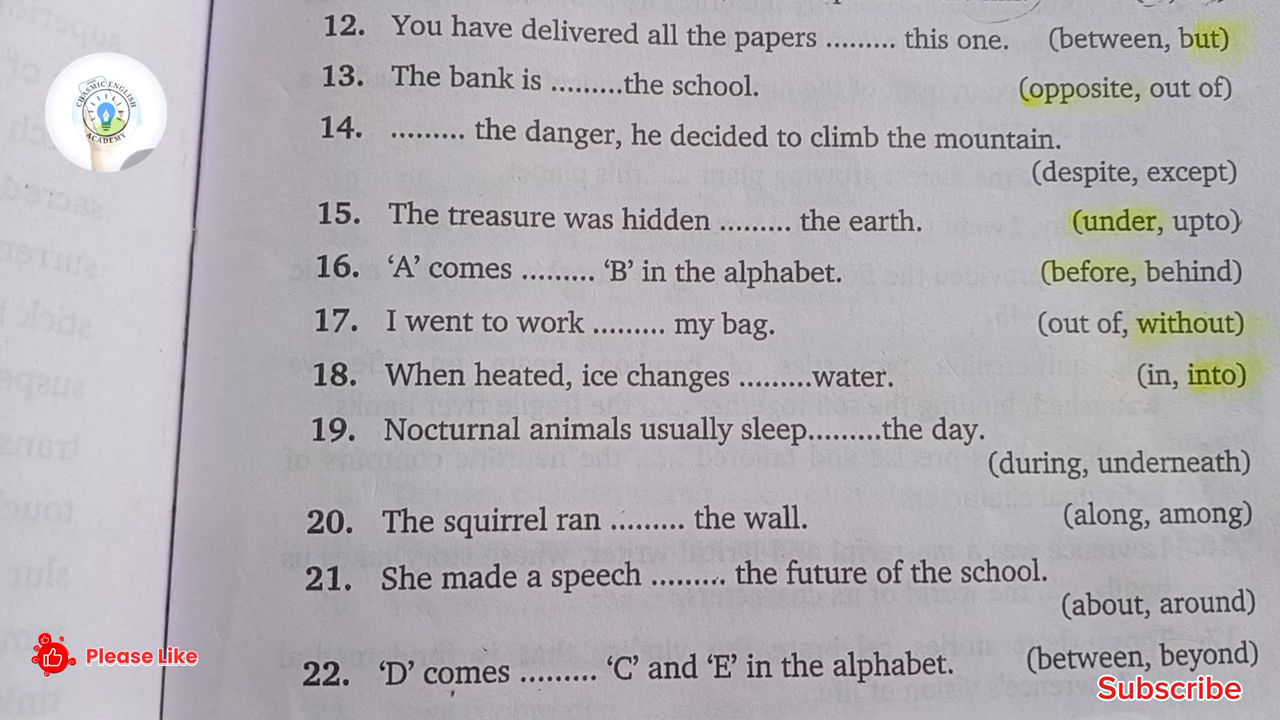 12. You have delivered all the papers ......... this one. (between, but)
13. The bank is .........the school. (opposite, out of)
14. ......... the danger, he decided to climb the mountain.
(despite, except)
15. The treasure was hidden ......... the earth. (under, upto)
16. ‘A’ comes .......... ‘B’ in the alphabet. (before, behind)
17. I went to work ......... my bag. (out of, without)
18. When heated, ice changes .........water. (in, into)
19. Nocturnal animals usually sleep.........the day.
(during, underneath)
20. The squirrel ran ......... the wall. (along, among)
21. She made a speech ......... the future of the school.
(about, around)
22. ‘D’ comes ......... ‘C’ and ‘E’ in the alphabet. (between, beyond)
CHASMIC ENGLISH
ACADEMY
Please Like
Subscribe